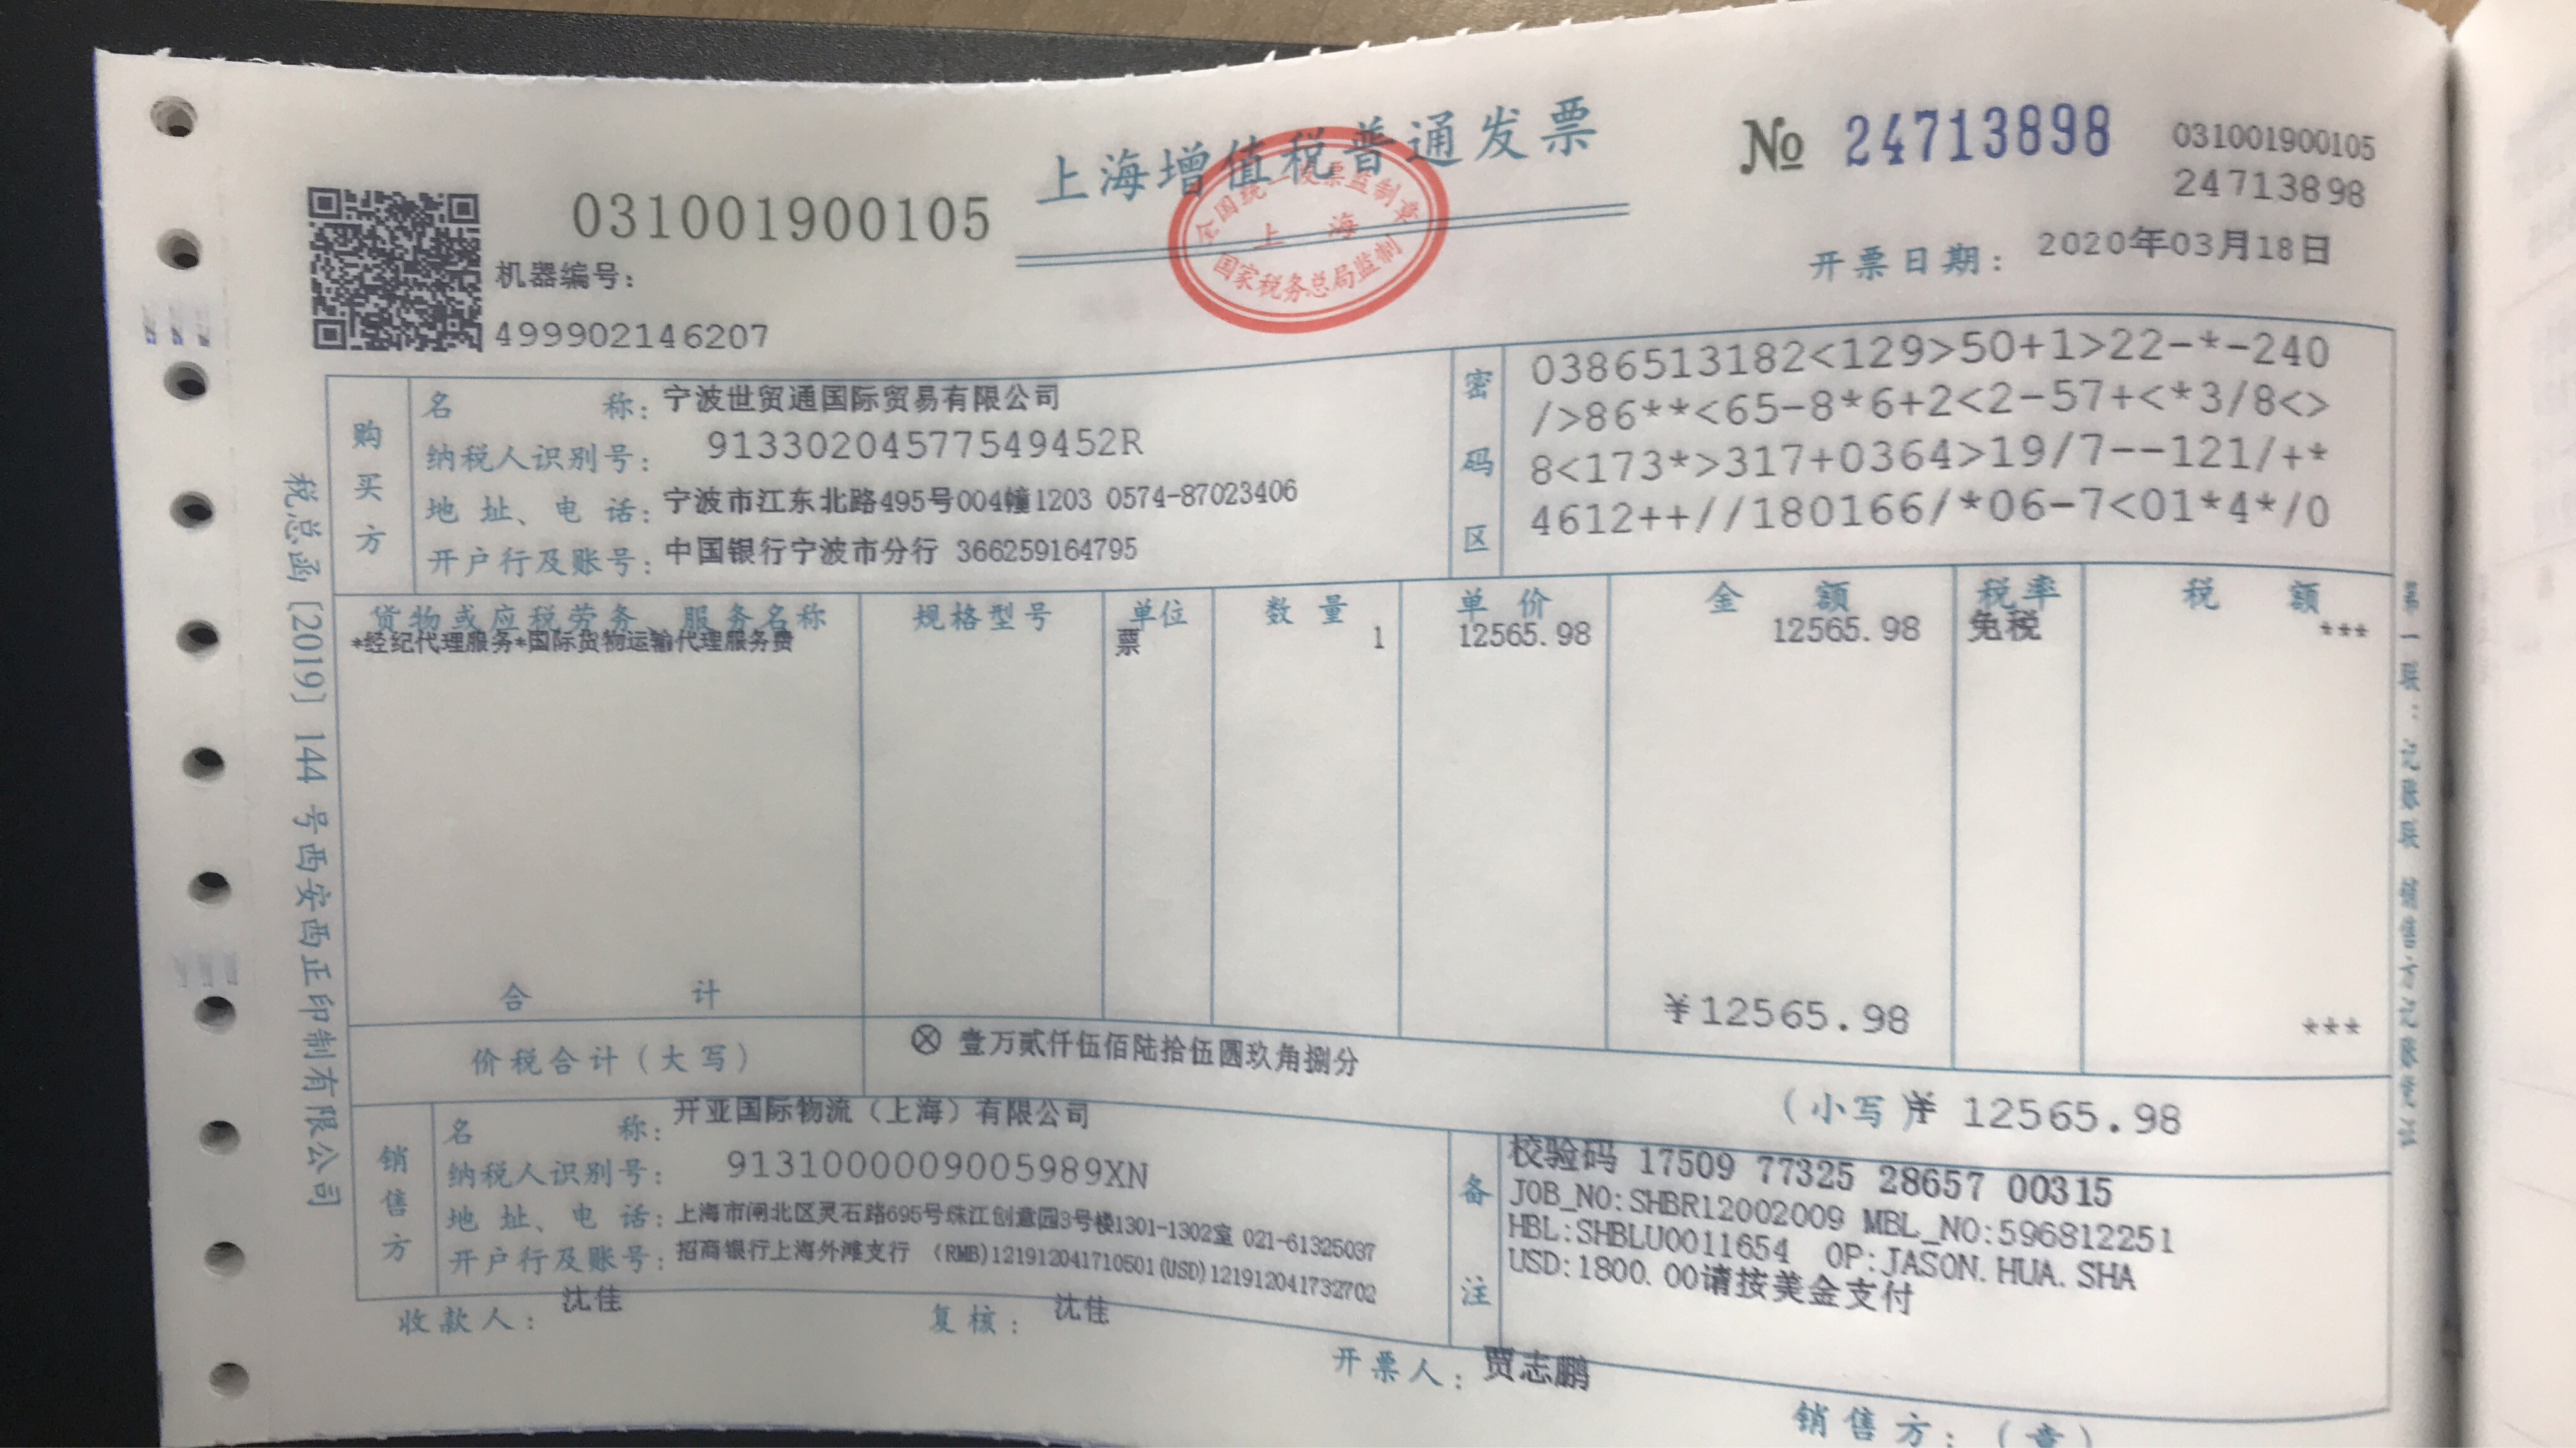 上海增值税普通发票
№ 24713898
031001900105
24713898
031001900105
机器编号:
499902146207
开票日期: 2020年03月18日
全国统一发票监制章
上 海
国家税务总局监制
购买方
名 称: 宁波世贸通国际贸易有限公司
纳税人识别号: 91330204577549452R
地 址、电 话: 宁波市江东北路495号004幢1203 0574-87023406
开户行及账号: 中国银行宁波市分行 366259164795
密码区
0386513182<129>50+1>22-*-240
/>86**<65-8*6+2<2-57+<*3/8<>
8<173*>317+0364>19/7--121/+*
4612++//180166/*06-7<01*4*/0
货物或应税劳务、服务名称 规格型号 单位 数 量 单 价 金 额 税率 税 额
*经纪代理服务*国际货物运输代理服务费 票 1 12565.98 12565.98 免税 ***
合 计 ¥12565.98 ***
价税合计(大写) ⊗ 壹万贰仟伍佰陆拾伍圆玖角捌分 (小写)¥ 12565.98
销售方
名 称: 开亚国际物流(上海)有限公司
纳税人识别号: 9131000009005989XN
地 址、电 话: 上海市闸北区灵石路695号珠江创意园3号楼1301-1302室 021-61325037
开户行及账号: 招商银行上海外滩支行 (RMB)121912041710501(USD)121912041732702
备注
校验码 17509 77325 28657 00315
JOB_NO:SHBR12002009 MBL_NO:596812251
HBL:SHBLU0011654 OP:JASON.HUA.SHA
USD:1800.00请按美金支付
收款人: 沈佳 复核: 沈佳 开票人: 贾志鹏 销售方:(章)
税总函[2019]144号西安西正印制有限公司
第一联:记账联 销售方记账凭证